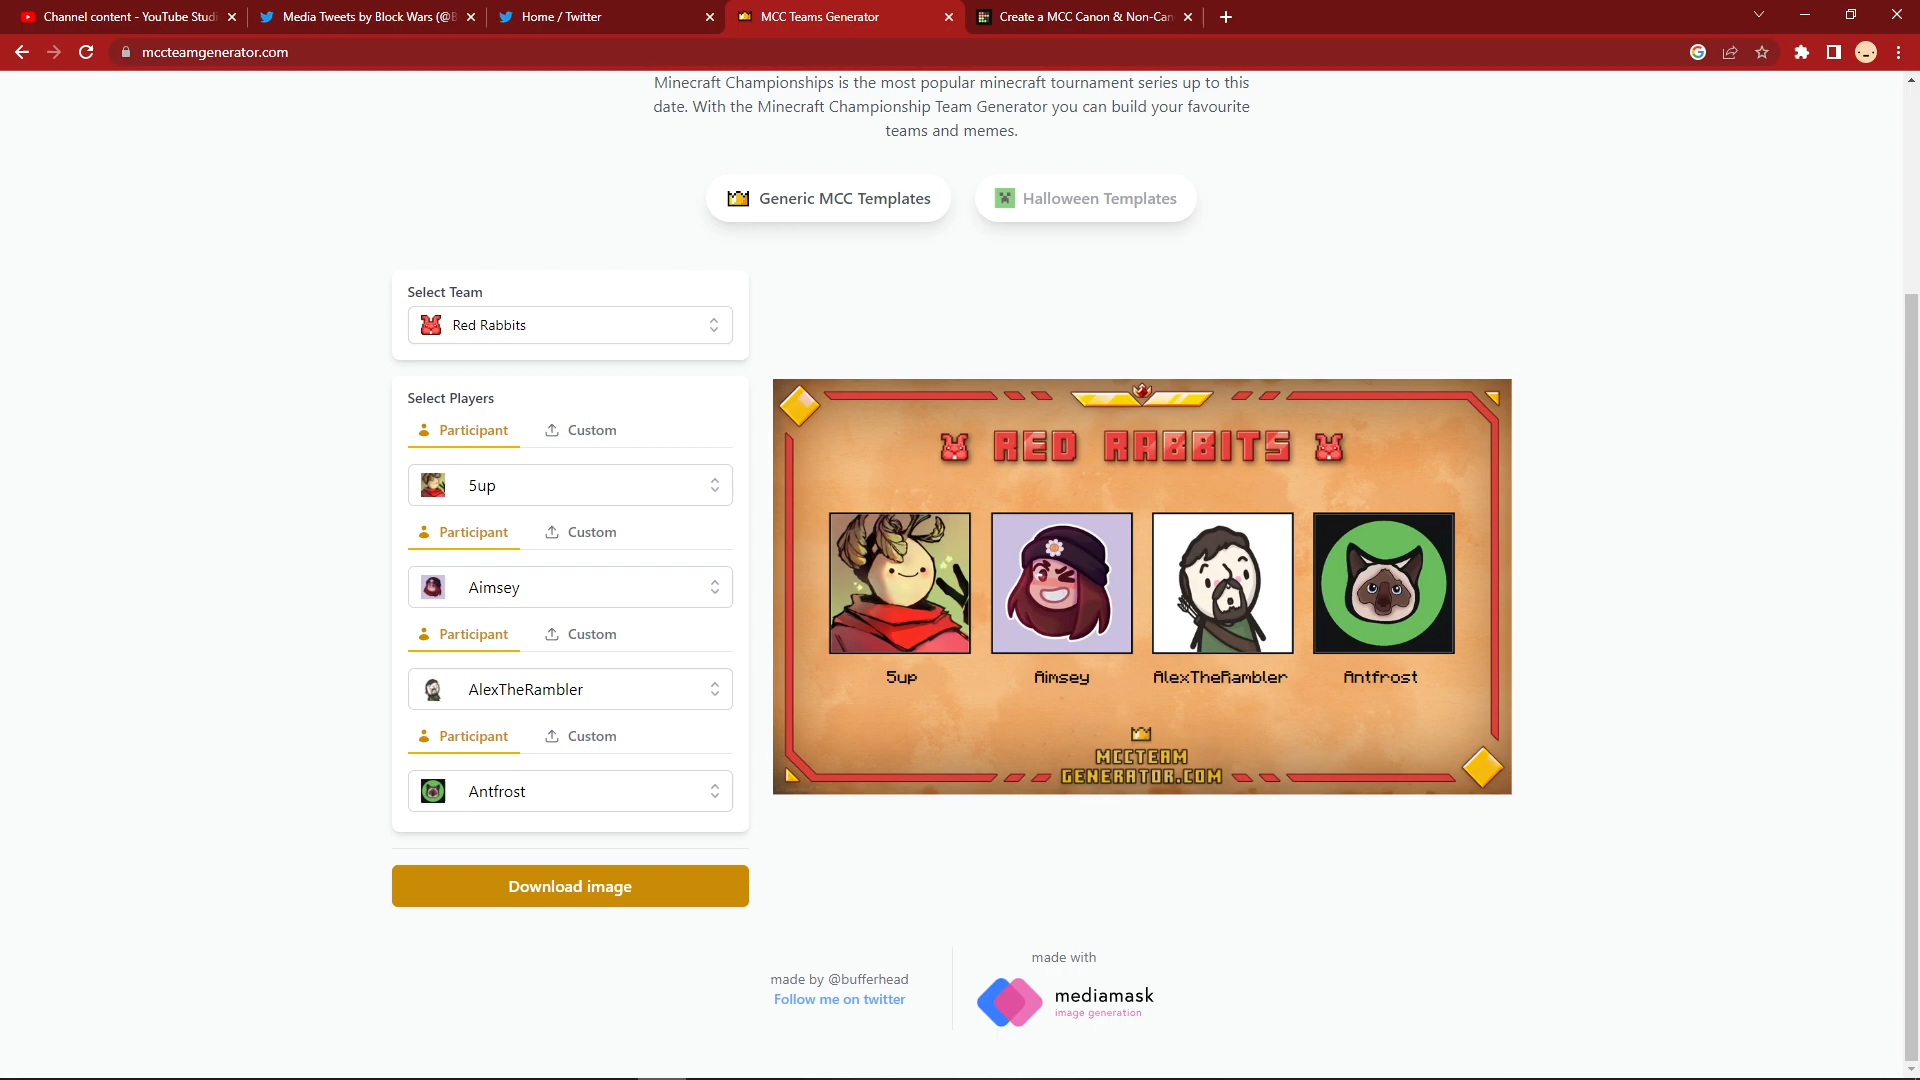 Channel content - YouTube Studi
Media Tweets by Block Wars (@B
Home / Twitter
MCC Teams Generator
Create a MCC Canon & Non-Can
mccteamgenerator.com
Minecraft Championships is the most popular minecraft tournament series up to this
date. With the Minecraft Championship Team Generator you can build your favourite
teams and memes.
Generic MCC Templates
Halloween Templates
Select Team
Red Rabbits
Select Players
Participant
Custom
5up
Participant
Custom
Aimsey
Participant
Custom
AlexTheRambler
Participant
Custom
Antfrost
Download image
RED RABBITS
5up
Aimsey
AlexTheRambler
Antfrost
MCCTEAM
GENERATOR.COM
made by @bufferhead
Follow me on twitter
made with
mediamask
image generation